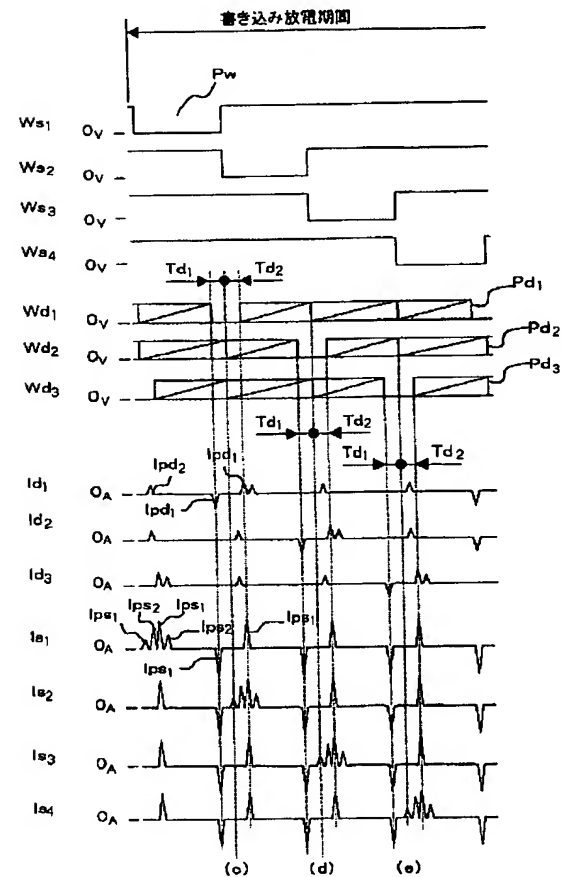 書き込み放電期間
Pw
Ws1 0V
Ws2 0V
Ws3 0V
Ws4 0V
Td1 Td2
Wd1 0V Pd1
Wd2 0V Pd2
Wd3 0V Pd3
Td1 Td2
Td1 Td2
Id1 0A Ipd2 Ipd1 Ipd1
Id2 0A
Id3 0A
Ips1 Ips2 Ips1 Ips2 Ips1
Is1 0A
Ips1
Is2 0A
Is3 0A
Is4 0A
(c) (d) (e)